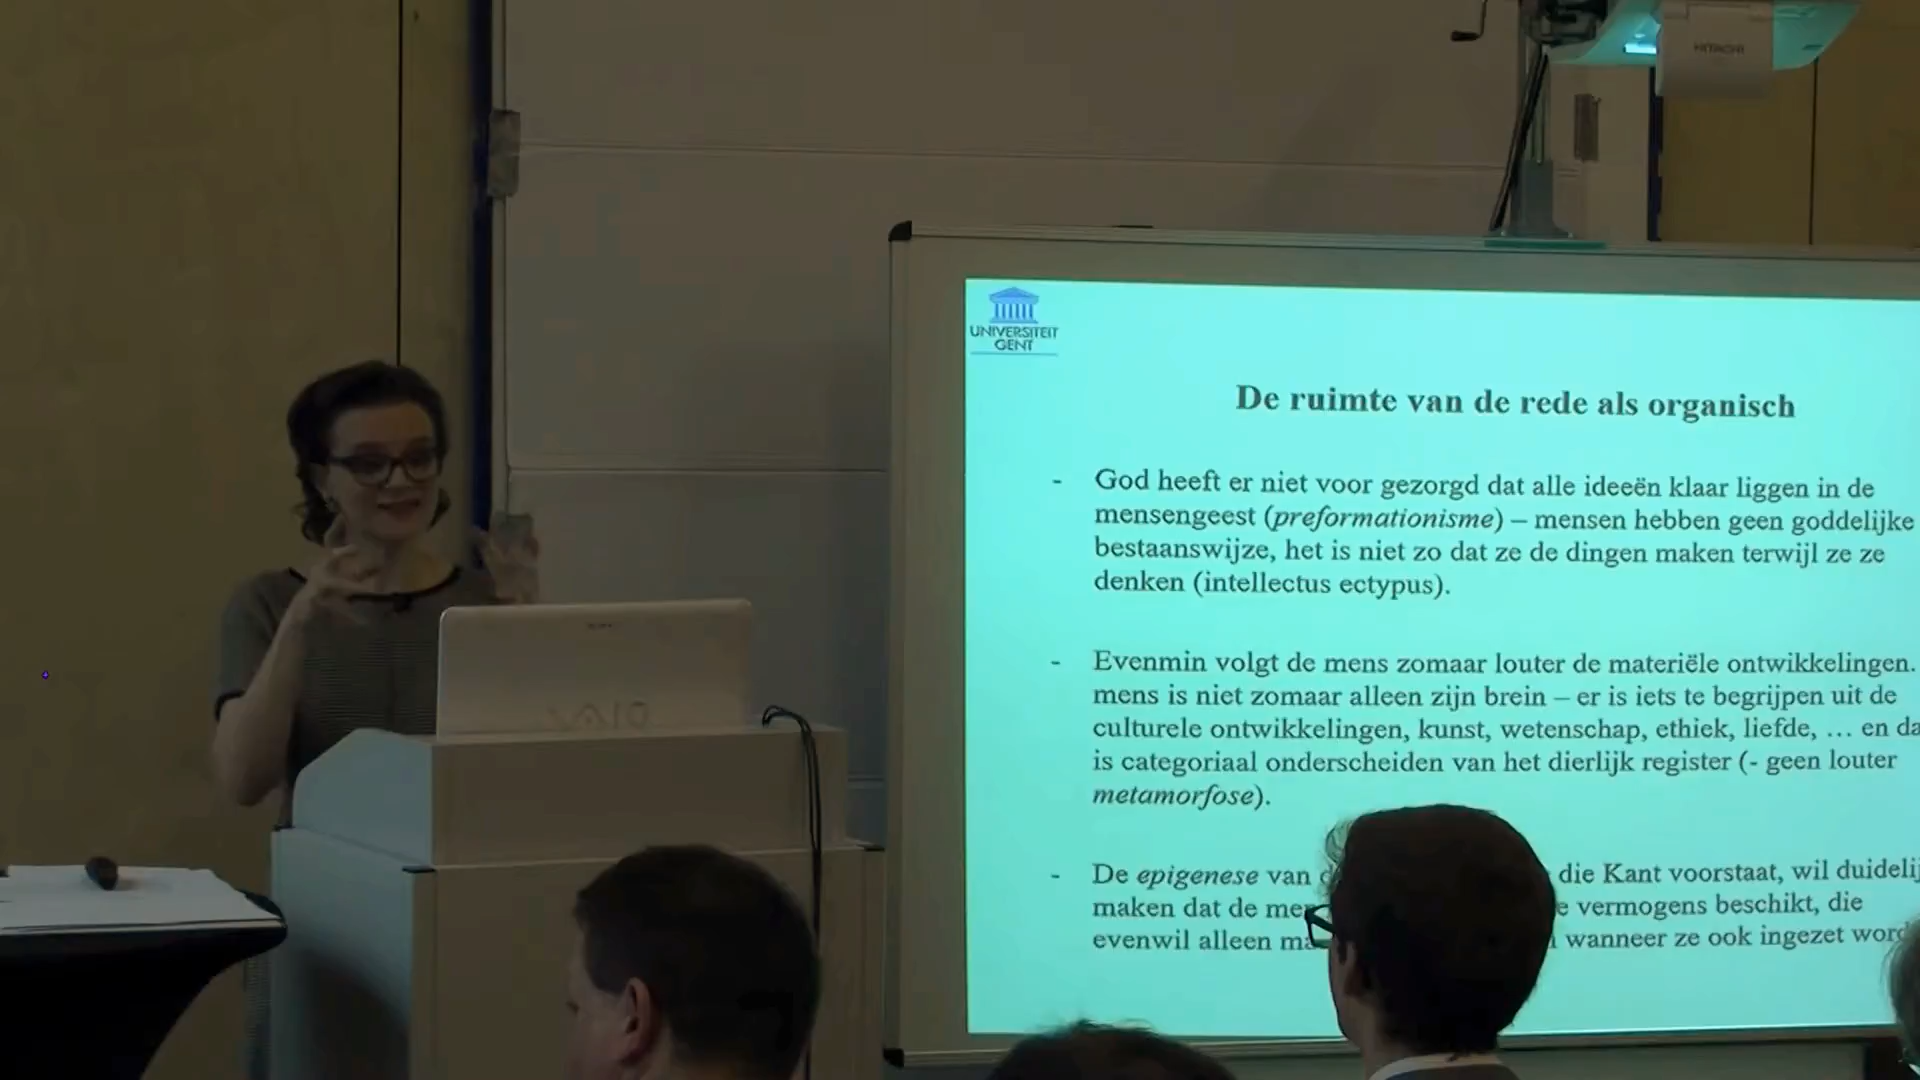 HITACHI
UNIVERSITEIT
GENT
De ruimte van de rede als organisch
- God heeft er niet voor gezorgd dat alle ideeën klaar liggen in de
mensengeest (preformationisme) – mensen hebben geen goddelijke
bestaanswijze, het is niet zo dat ze de dingen maken terwijl ze ze
denken (intellectus ectypus).
- Evenmin volgt de mens zomaar louter de materiële ontwikkelingen.
mens is niet zomaar alleen zijn brein – er is iets te begrijpen uit de
culturele ontwikkelingen, kunst, wetenschap, ethiek, liefde, … en
is categoriaal onderscheiden van het dierlijk register (- geen louter
metamorfose).
- De epigenese van die Kant voorstaat, wil
maken dat de vermogens beschikt, die
evenwil alleen wanneer ze ook ingezet
VAIO